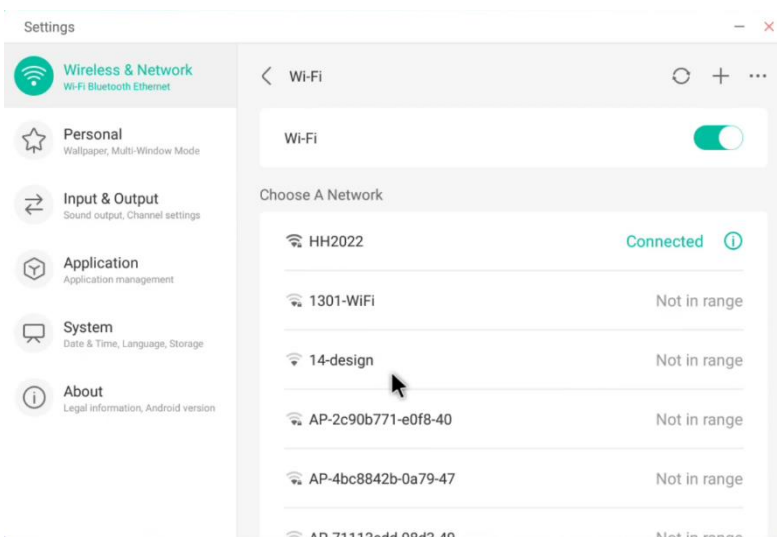 Settings
Wireless & Network
Wi-Fi Bluetooth Ethernet
Personal
Wallpaper, Multi-Window Mode
Input & Output
Sound output, Channel settings
Application
Application management
System
Date & Time, Language, Storage
About
Legal information, Android version
Wi-Fi
Wi-Fi
Choose A Network
HH2022 Connected
1301-WiFi Not in range
14-design Not in range
AP-2c90b771-e0f8-40 Not in range
AP-4bc8842b-0a79-47 Not in range
Not in range